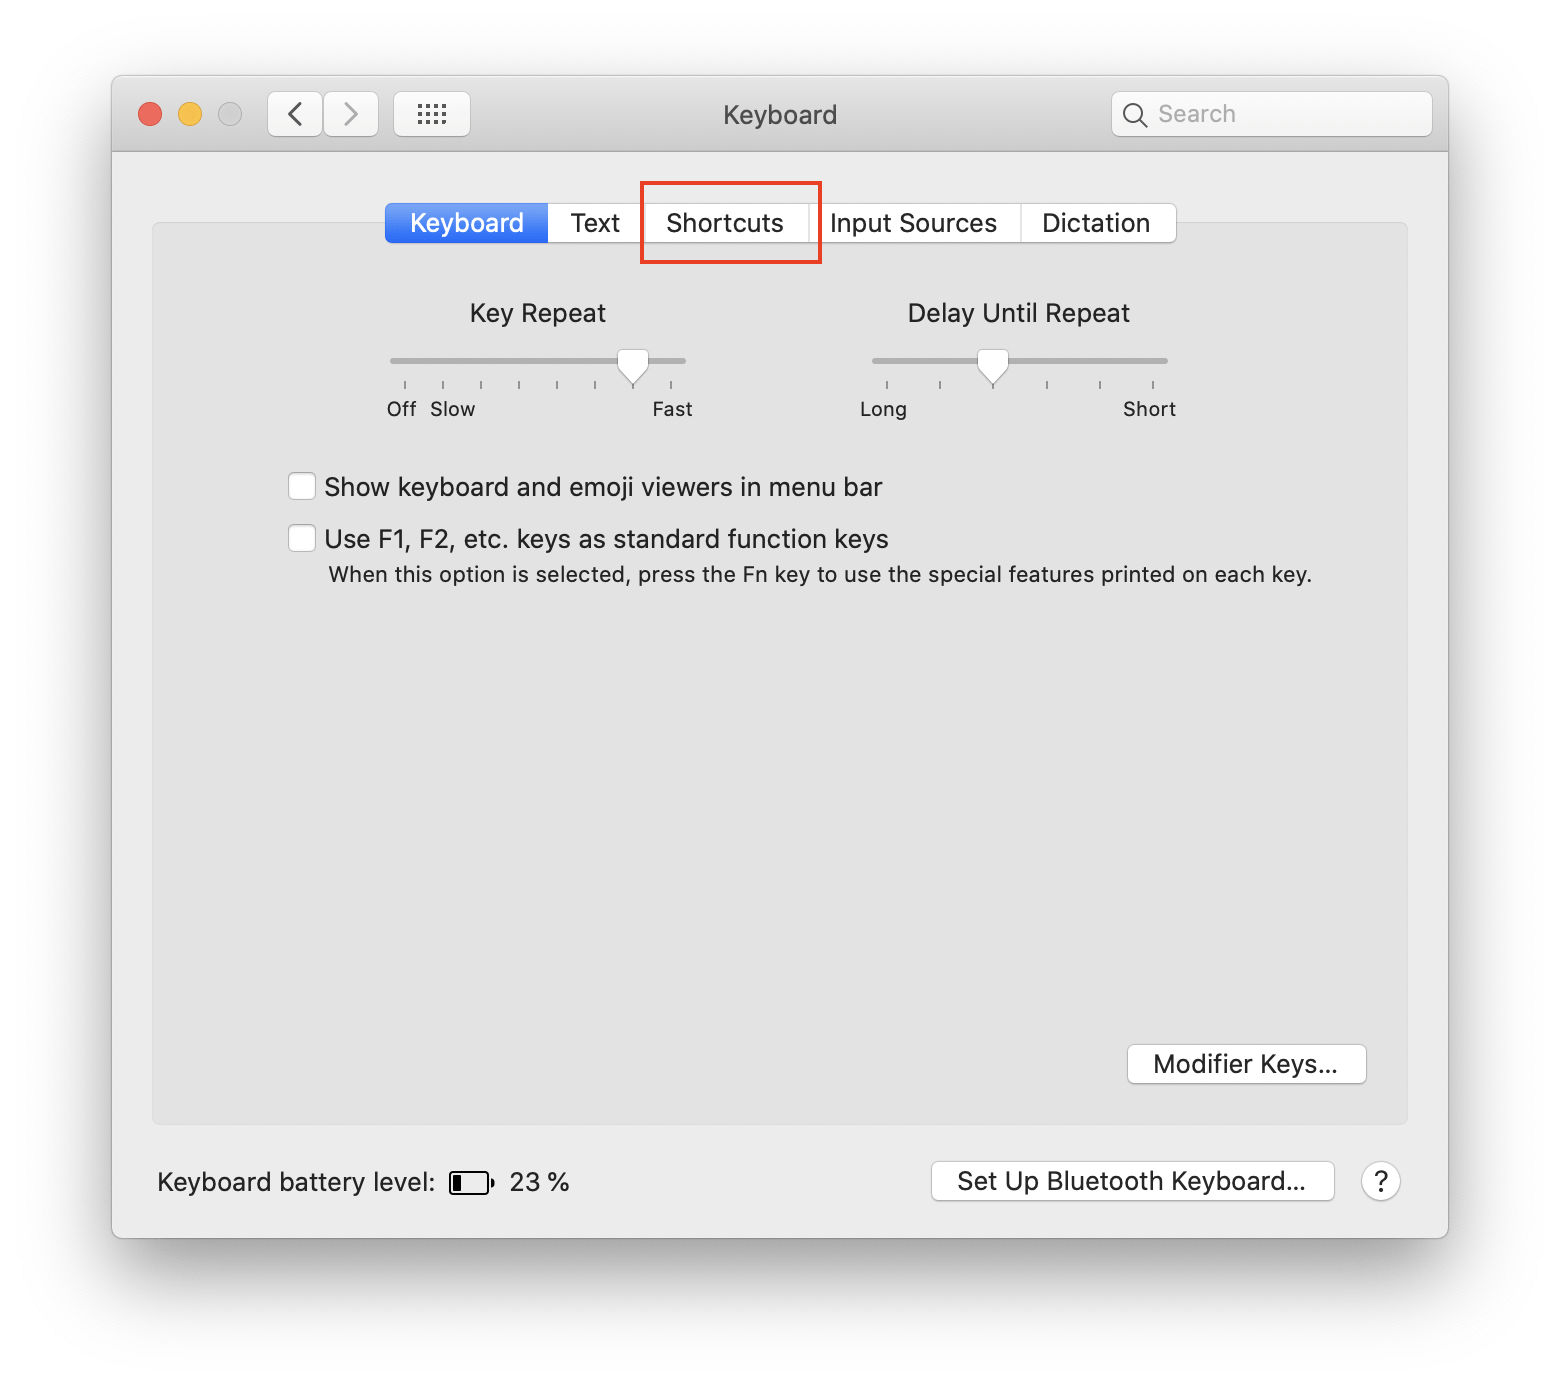 Keyboard
Search
Keyboard Text Shortcuts Input Sources Dictation
Key Repeat
Delay Until Repeat
Off Slow Fast
Long Short
Show keyboard and emoji viewers in menu bar
Use F1, F2, etc. keys as standard function keys
When this option is selected, press the Fn key to use the special features printed on each key.
Modifier Keys...
Keyboard battery level: 23 %
Set Up Bluetooth Keyboard...
?